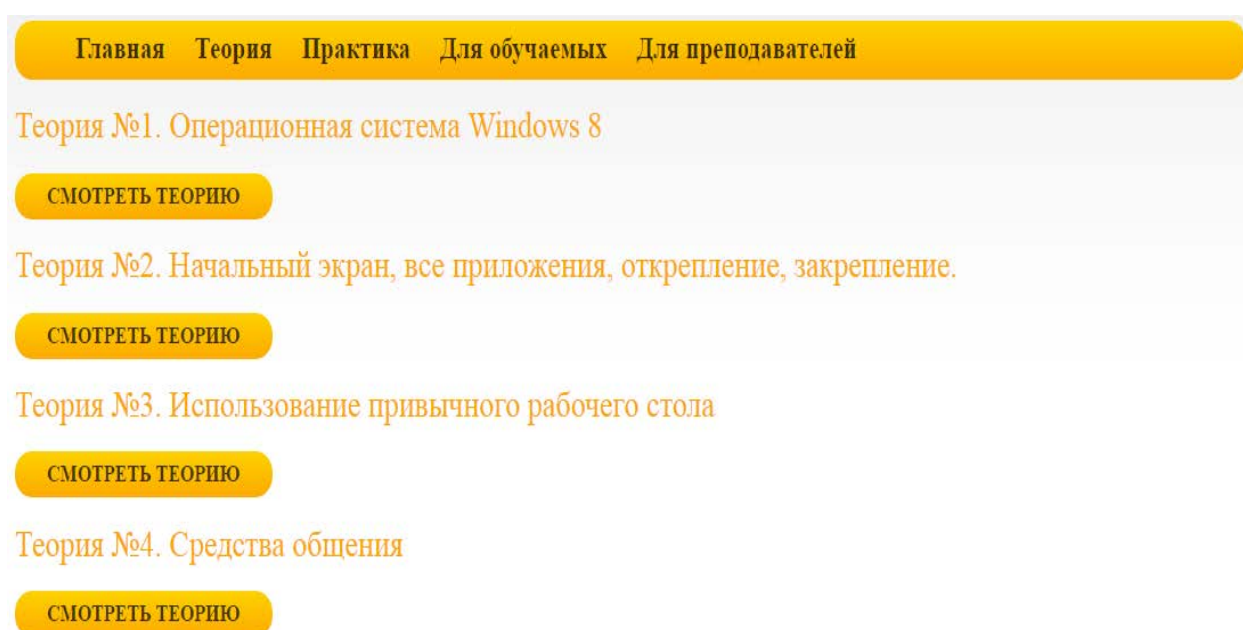 Главная Теория Практика Для обучаемых Для преподавателей
Теория №1. Операционная система Windows 8
СМОТРЕТЬ ТЕОРИЮ
Теория №2. Начальный экран, все приложения, открепление, закрепление.
СМОТРЕТЬ ТЕОРИЮ
Теория №3. Использование привычного рабочего стола
СМОТРЕТЬ ТЕОРИЮ
Теория №4. Средства общения
СМОТРЕТЬ ТЕОРИЮ